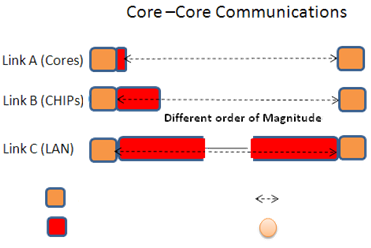 Core –Core Communications
Link A (Cores)
Link B (CHIPs)
Different order of Magnitude
Link C (LAN)